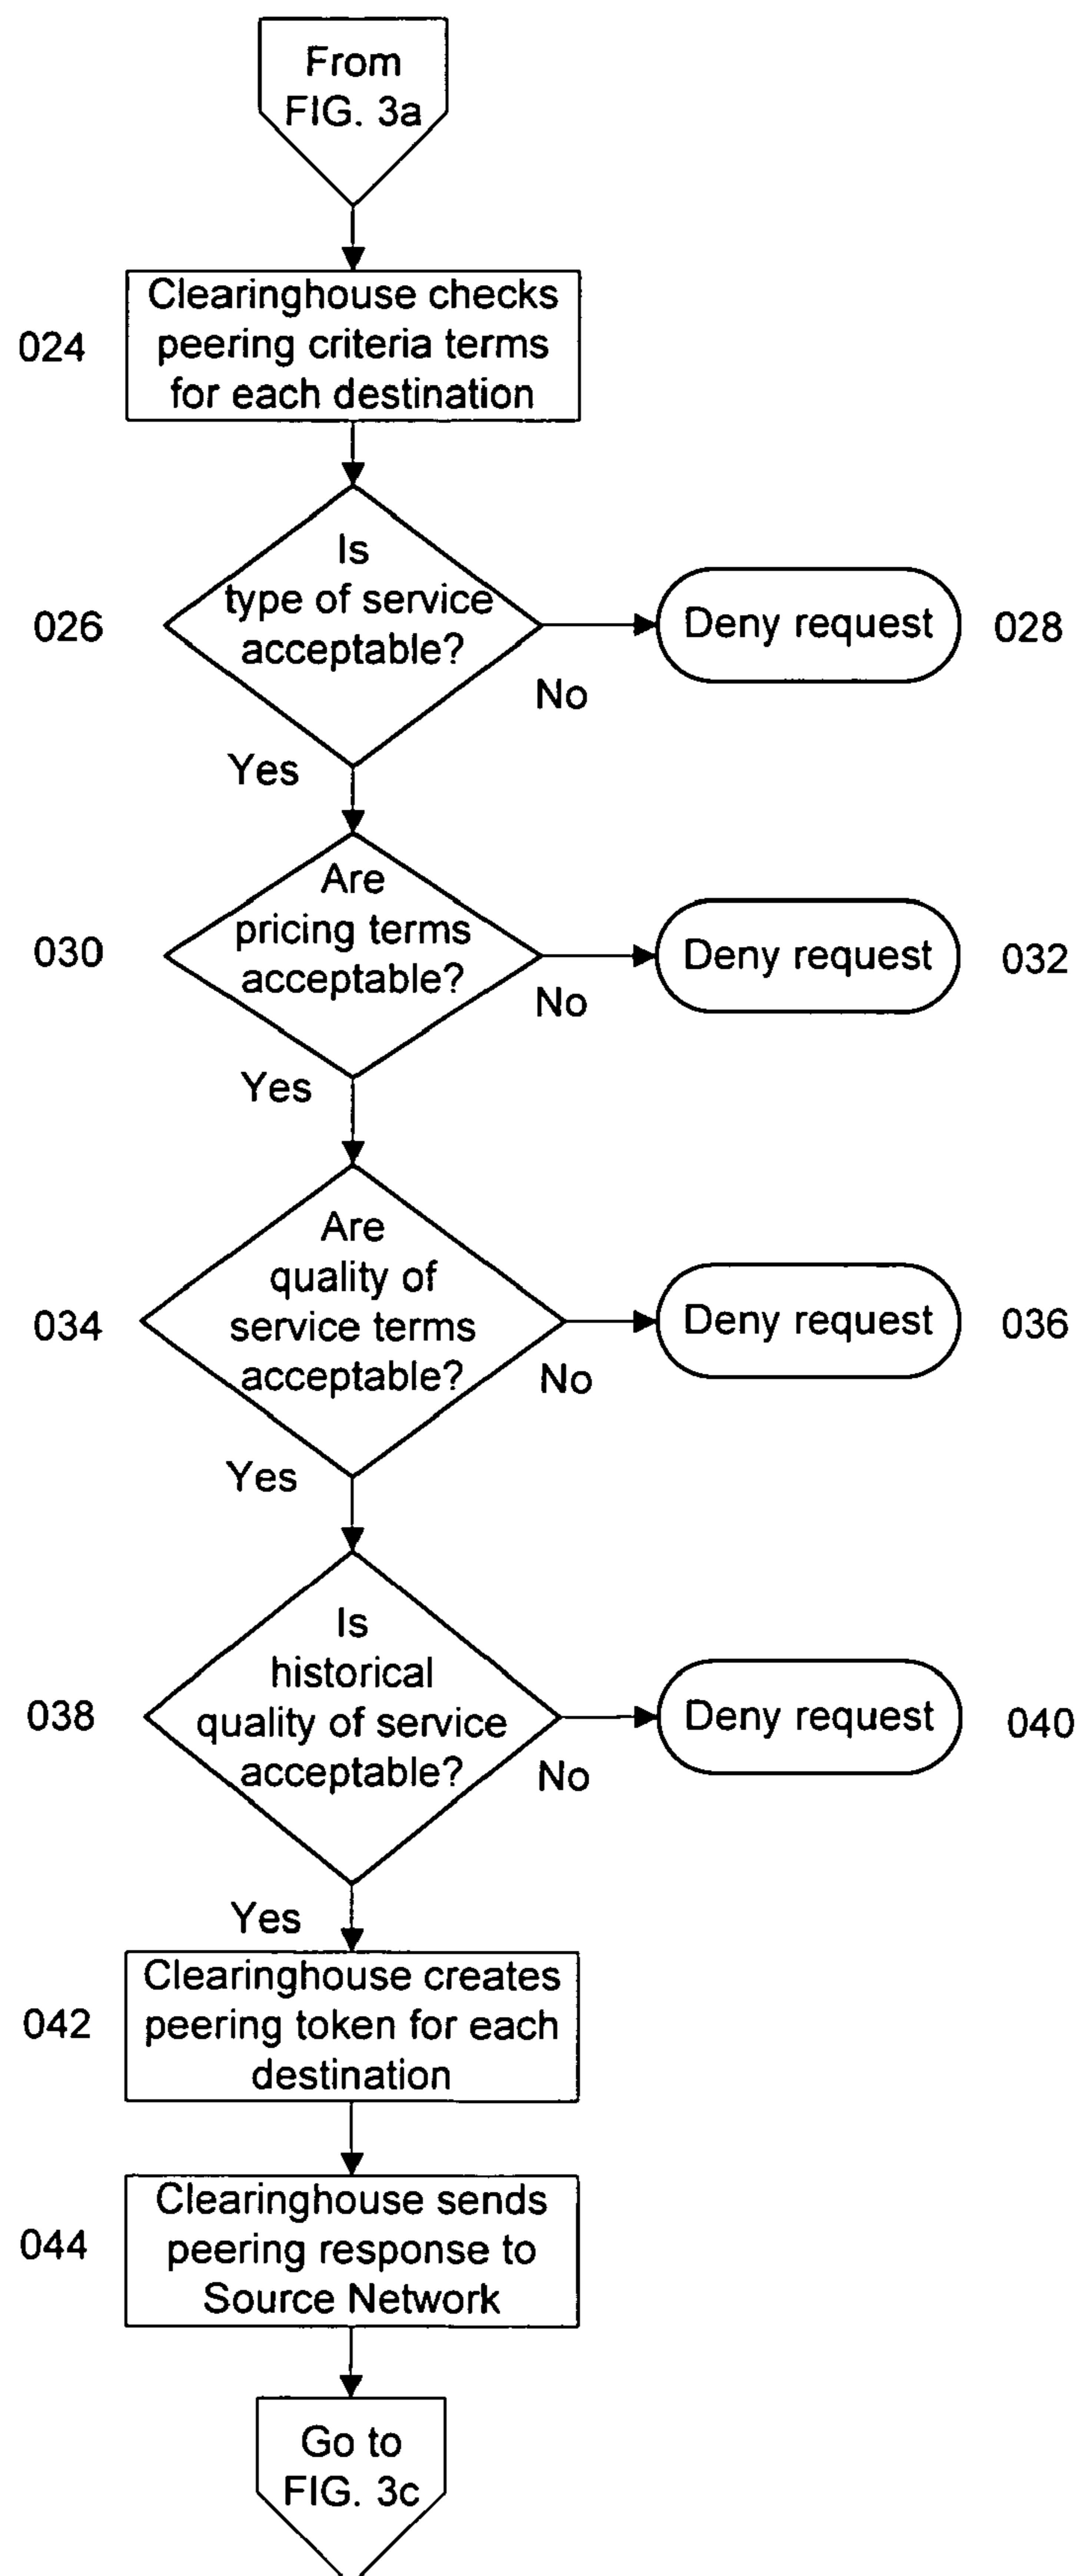 From
FIG. 3a
024
Clearinghouse checks
peering criteria terms
for each destination
026
Is
type of service
acceptable?
Deny request
028
No
Yes
030
Are
pricing terms
acceptable?
Deny request
032
No
Yes
034
Are
quality of
service terms
acceptable?
Deny request
036
No
Yes
038
Is
historical
quality of service
acceptable?
Deny request
040
No
Yes
042
Clearinghouse creates
peering token for each
destination
044
Clearinghouse sends
peering response to
Source Network
Go to
FIG. 3c